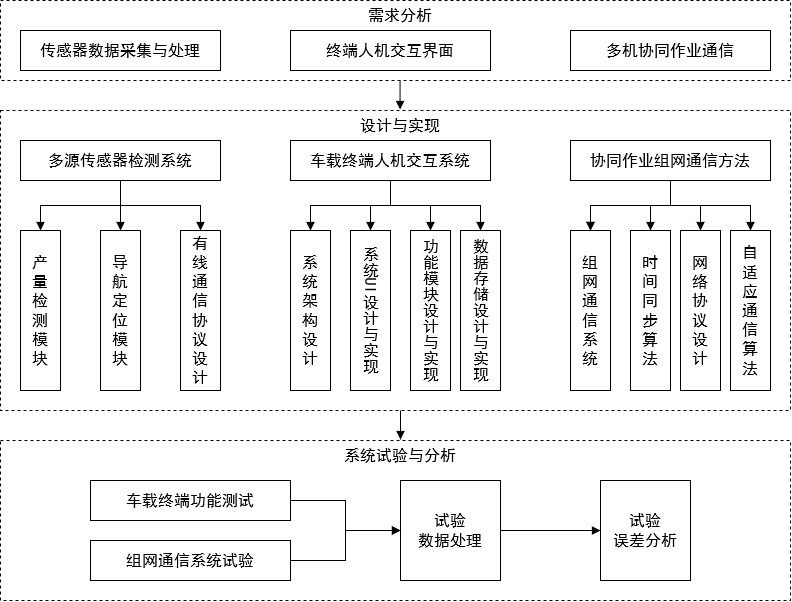 需求分析
传感器数据采集与处理
终端人机交互界面
多机协同作业通信
设计与实现
多源传感器检测系统
车载终端人机交互系统
协同作业组网通信方法
产量检测模块
导航定位模块
有线通信协议设计
系统架构设计
系统UI设计与实现
功能模块设计与实现
数据存储设计与实现
组网通信系统
时间同步算法
网络协议设计
自适应通信算法
系统试验与分析
车载终端功能测试
组网通信系统试验
试验
数据处理
试验
误差分析